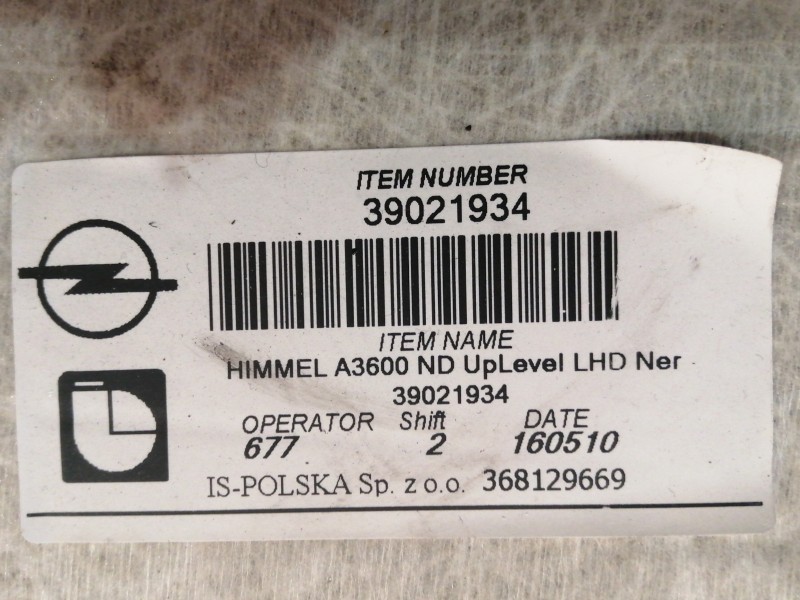 ITEM NUMBER
39021934
ITEM NAME
HIMMEL A3600 ND UpLevel LHD Ner
39021934
OPERATOR Shift DATE
677 2 160510
IS-POLSKA Sp. z o.o. 368129669